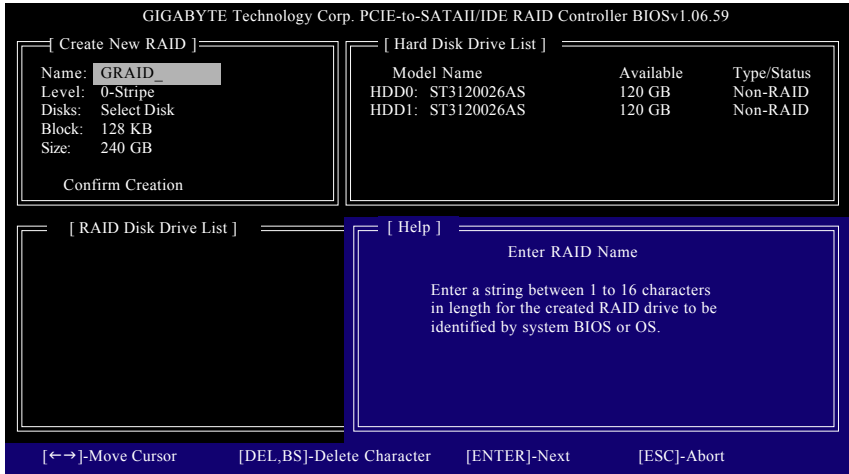 GIGABYTE Technology Corp. PCIE-to-SATAII/IDE RAID Controller BIOSv1.06.59
[ Create New RAID ]
Name: GRAID_
Level: 0-Stripe
Disks: Select Disk
Block: 128 KB
Size: 240 GB
Confirm Creation
[ Hard Disk Drive List ]
Model Name Available Type/Status
HDD0: ST3120026AS 120 GB Non-RAID
HDD1: ST3120026AS 120 GB Non-RAID
[ RAID Disk Drive List ]
[ Help ]
Enter RAID Name
Enter a string between 1 to 16 characters
in length for the created RAID drive to be
identified by system BIOS or OS.
[←→]-Move Cursor [DEL,BS]-Delete Character [ENTER]-Next [ESC]-Abort